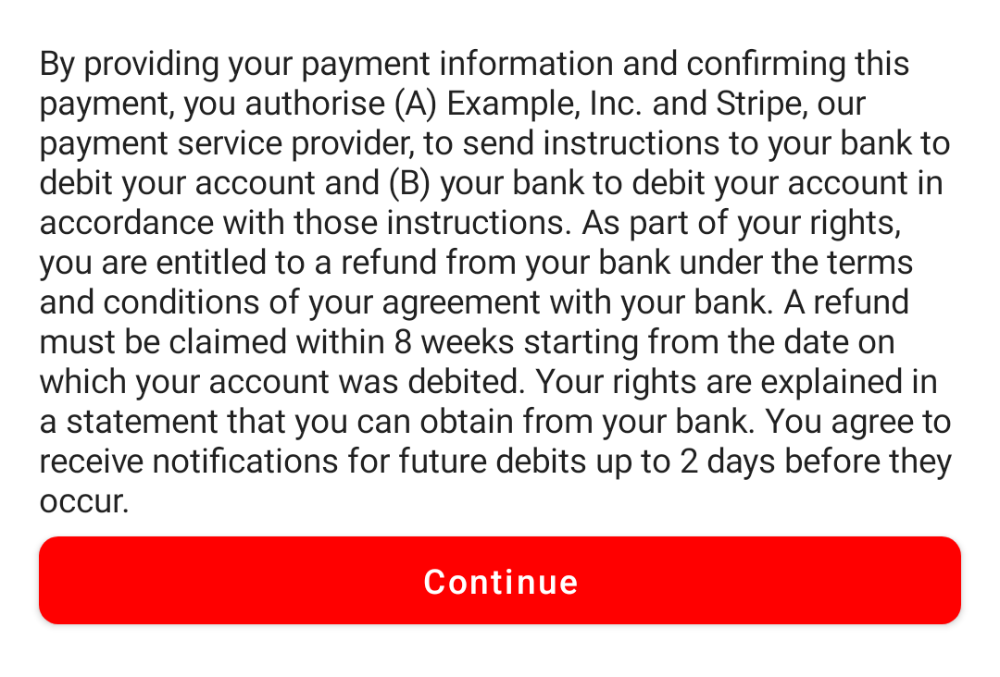 By providing your payment information and confirming this
payment, you authorise (A) Example, Inc. and Stripe, our
payment service provider, to send instructions to your bank to
debit your account and (B) your bank to debit your account in
accordance with those instructions. As part of your rights,
you are entitled to a refund from your bank under the terms
and conditions of your agreement with your bank. A refund
must be claimed within 8 weeks starting from the date on
which your account was debited. Your rights are explained in
a statement that you can obtain from your bank. You agree to
receive notifications for future debits up to 2 days before they
occur.
Continue